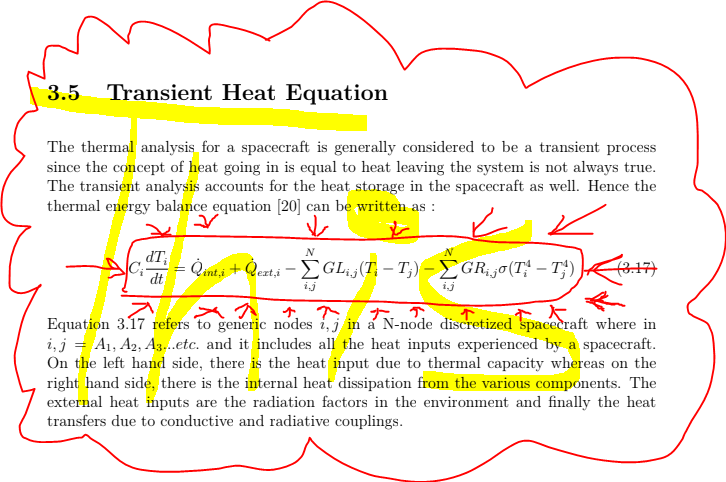 3.5 Transient Heat Equation
The thermal analysis for a spacecraft is generally considered to be a transient process
since the concept of heat going in is equal to heat leaving the system is not always true.
The transient analysis accounts for the heat storage in the spacecraft as well. Hence the
thermal energy balance equation [20] can be written as :
C_i \frac{dT_i}{dt} = \dot{Q}_{int,i} + \dot{Q}_{ext,i} − \sum_{i,j}^{N} GL_{i,j}(T_i − T_j) − \sum_{i,j}^{N} GR_{i,j}σ(T_i^4 − T_j^4) (3.17)
This
Equation 3.17 refers to generic nodes i, j in a N-node discretized spacecraft where in
i, j = A_1, A_2, A_3...etc. and it includes all the heat inputs experienced by a spacecraft.
On the left hand side, there is the heat input due to thermal capacity whereas on the
right hand side, there is the internal heat dissipation from the various components. The
external heat inputs are the radiation factors in the environment and finally the heat
transfers due to conductive and radiative couplings.